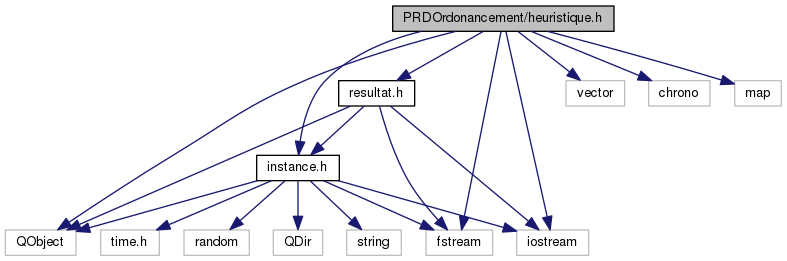 PRDOrdonancement/heuristique.h
resultat.h
vector
chrono
map
instance.h
QObject
time.h
random
QDir
string
fstream
iostream